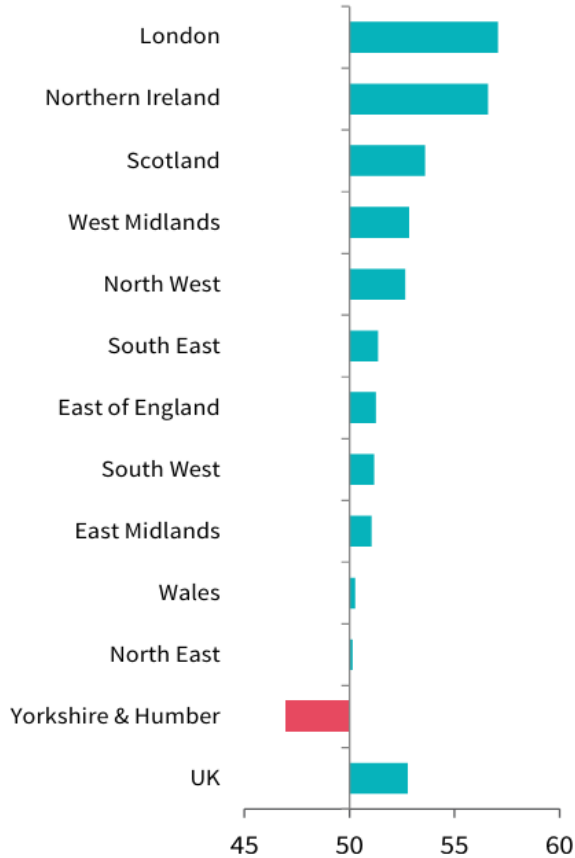 London
Northern Ireland
Scotland
West Midlands
North West
South East
East of England
South West
East Midlands
Wales
North East
Yorkshire & Humber
UK
45 50 55 60